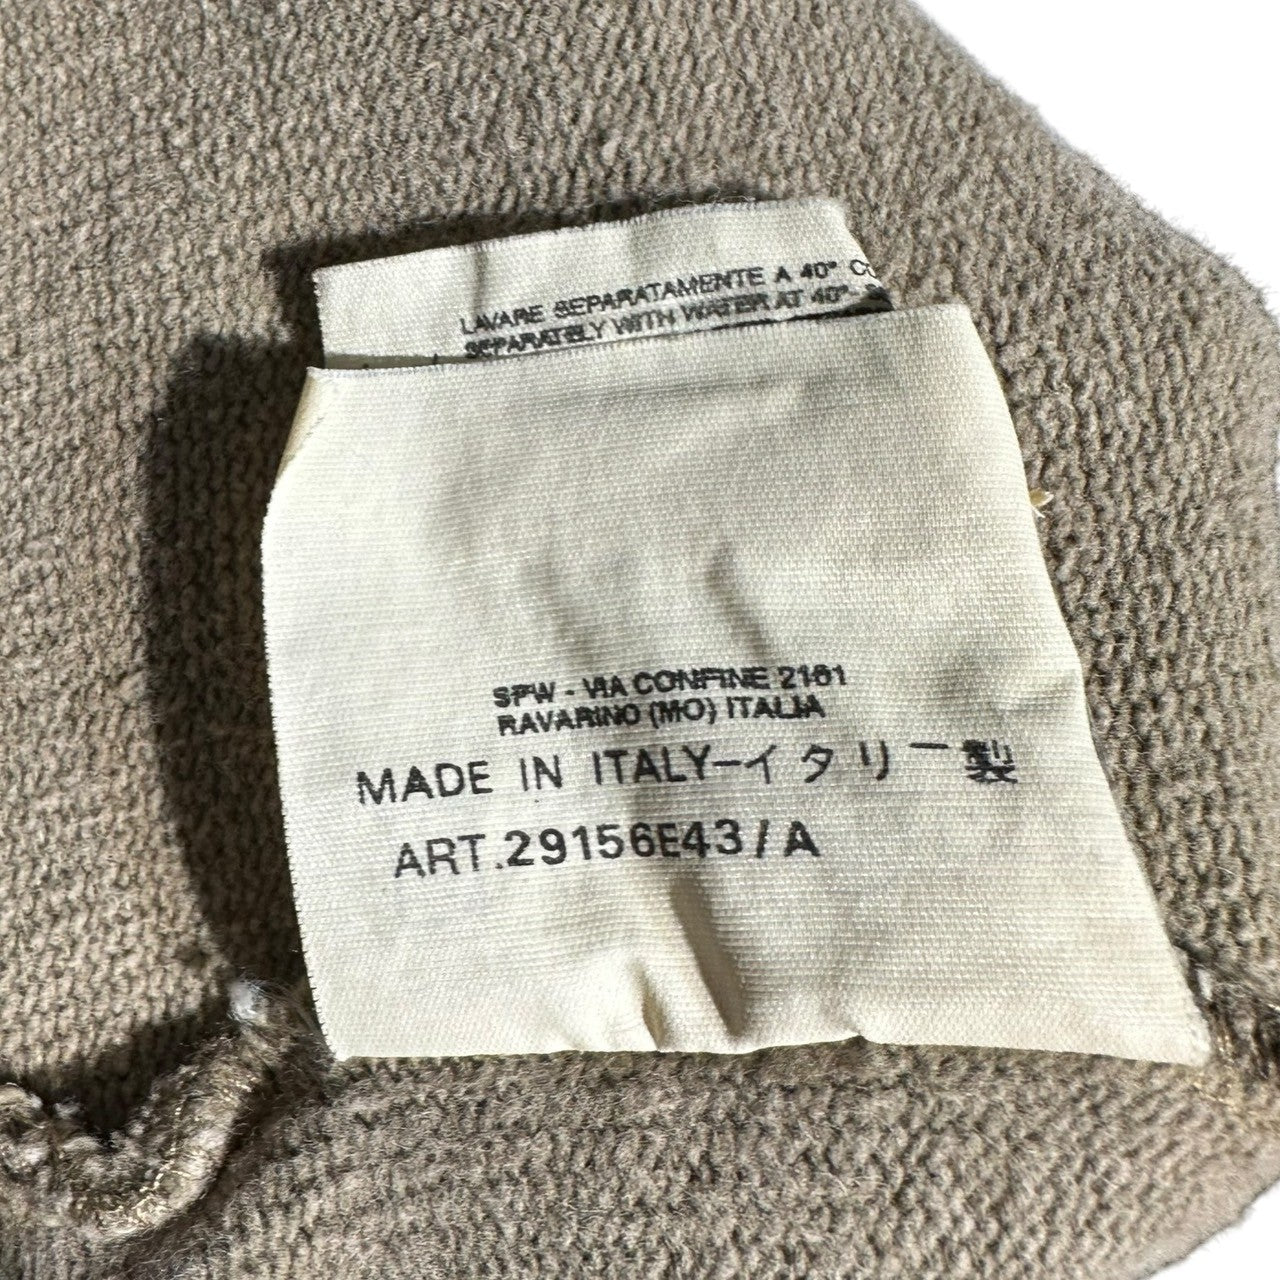 LAVARE SEPARATAMENTE A 40°
SEPARATELY WITH WATER AT 40°-
SPW - VIA CONFINE 2161
RAVARINO (MO) ITALIA
MADE IN ITALY-イタリー製
ART.29156E43/A